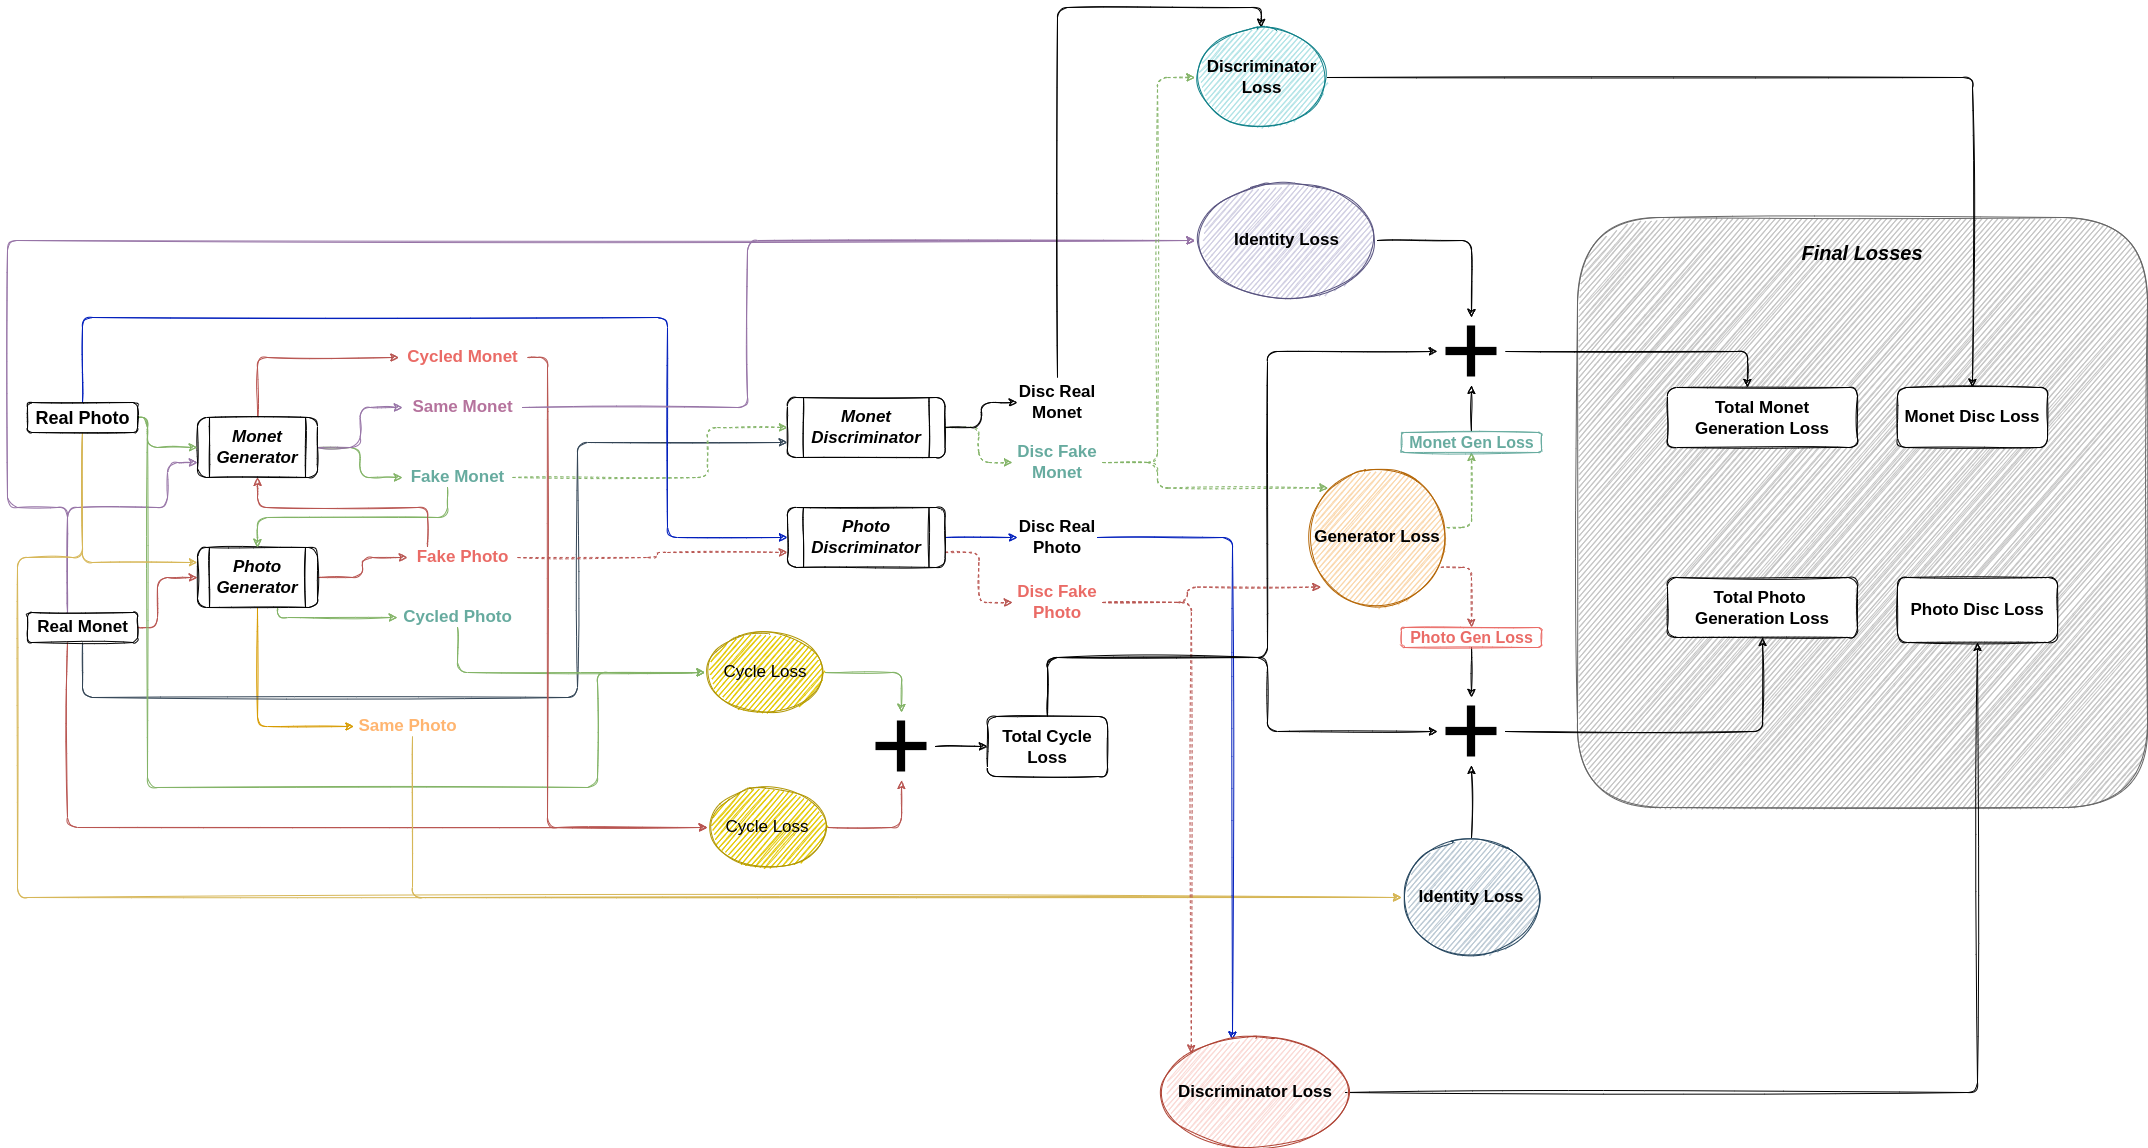 Discriminator
Loss
Identity Loss
Final Losses
Cycled Monet
Same Monet
Real Photo
Monet
Generator
Fake Monet
Monet
Discriminator
Disc Real
Monet
Disc Fake
Monet
Monet Gen Loss
Total Monet
Generation Loss
Monet Disc Loss
Photo
Generator
Fake Photo
Cycled Photo
Real Monet
Photo
Discriminator
Disc Real
Photo
Disc Fake
Photo
Generator Loss
Photo Gen Loss
Total Photo
Generation Loss
Photo Disc Loss
Cycle Loss
Same Photo
Total Cycle
Loss
Cycle Loss
Identity Loss
Discriminator Loss